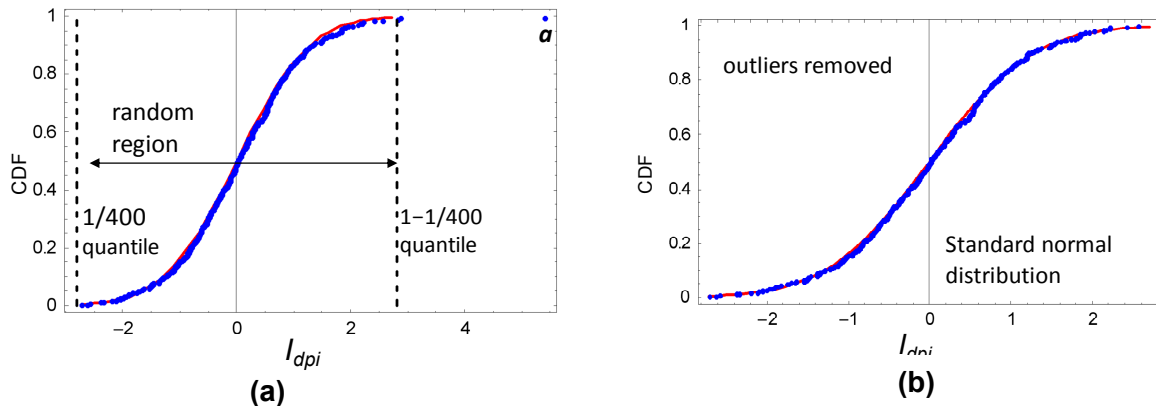 1
0.8
0.6
0.4
0.2
0
CDF
a
random
region
1/400
quantile
1−1/400
quantile
−2
0
2
4
I_dpi
(a)
1
0.8
0.6
0.4
0.2
0
CDF
outliers removed
Standard normal
distribution
−2
−1
0
1
2
I_dpi
(b)